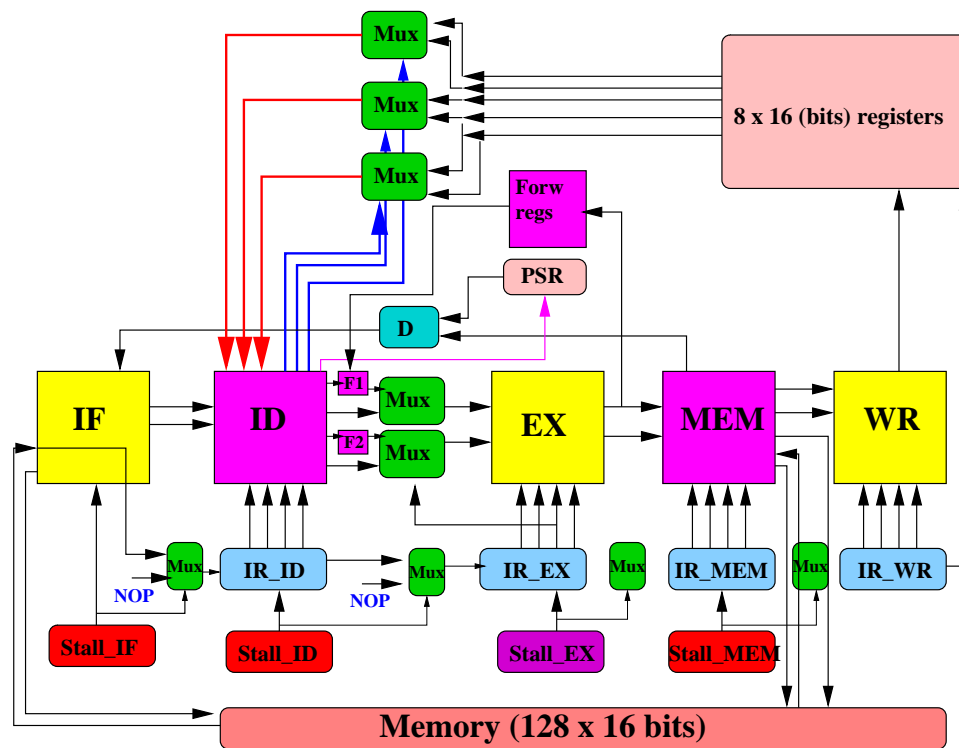 Mux
Mux
8 x 16 (bits) registers
Mux
Forw
regs
PSR
D
IF
ID
F1
Mux
F2
Mux
EX
MEM
WR
Mux
IR_ID
Mux
IR_EX
Mux
IR_MEM
Mux
IR_WR
NOP
NOP
Stall_IF
Stall_ID
Stall_EX
Stall_MEM
Memory (128 x 16 bits)